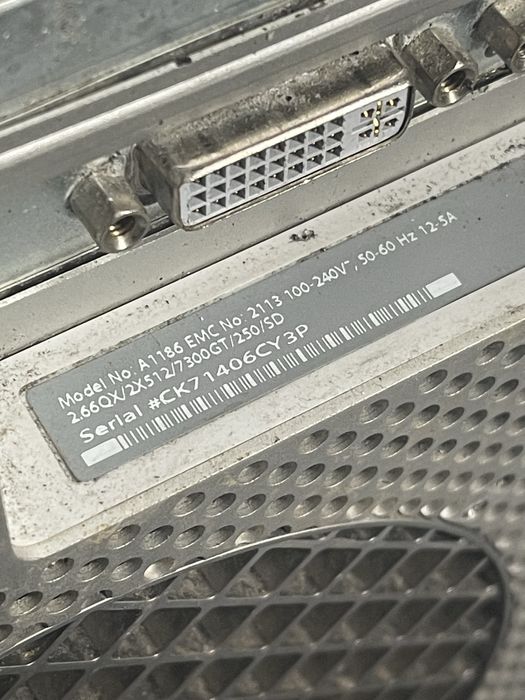 Model No: A1186 EMC No: 2113 100-240V~, 50-60 Hz 12-5A
2.66QX/2X512/7300GT/250/SD
Serial #CK71406CY3P